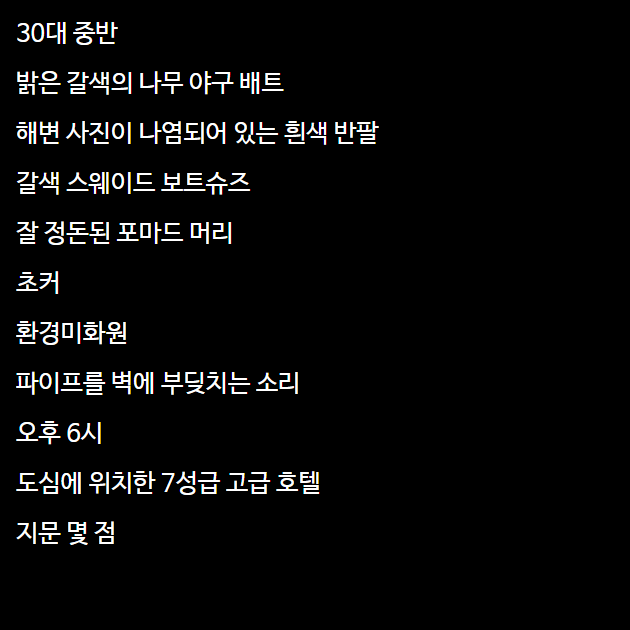 30대 중반
밝은 갈색의 나무 야구 배트
해변 사진이 나염되어 있는 흰색 반팔
갈색 스웨이드 보트슈즈
잘 정돈된 포마드 머리
초커
환경미화원
파이프를 벽에 부딪치는 소리
오후 6시
도심에 위치한 7성급 고급 호텔
지문 몇 점